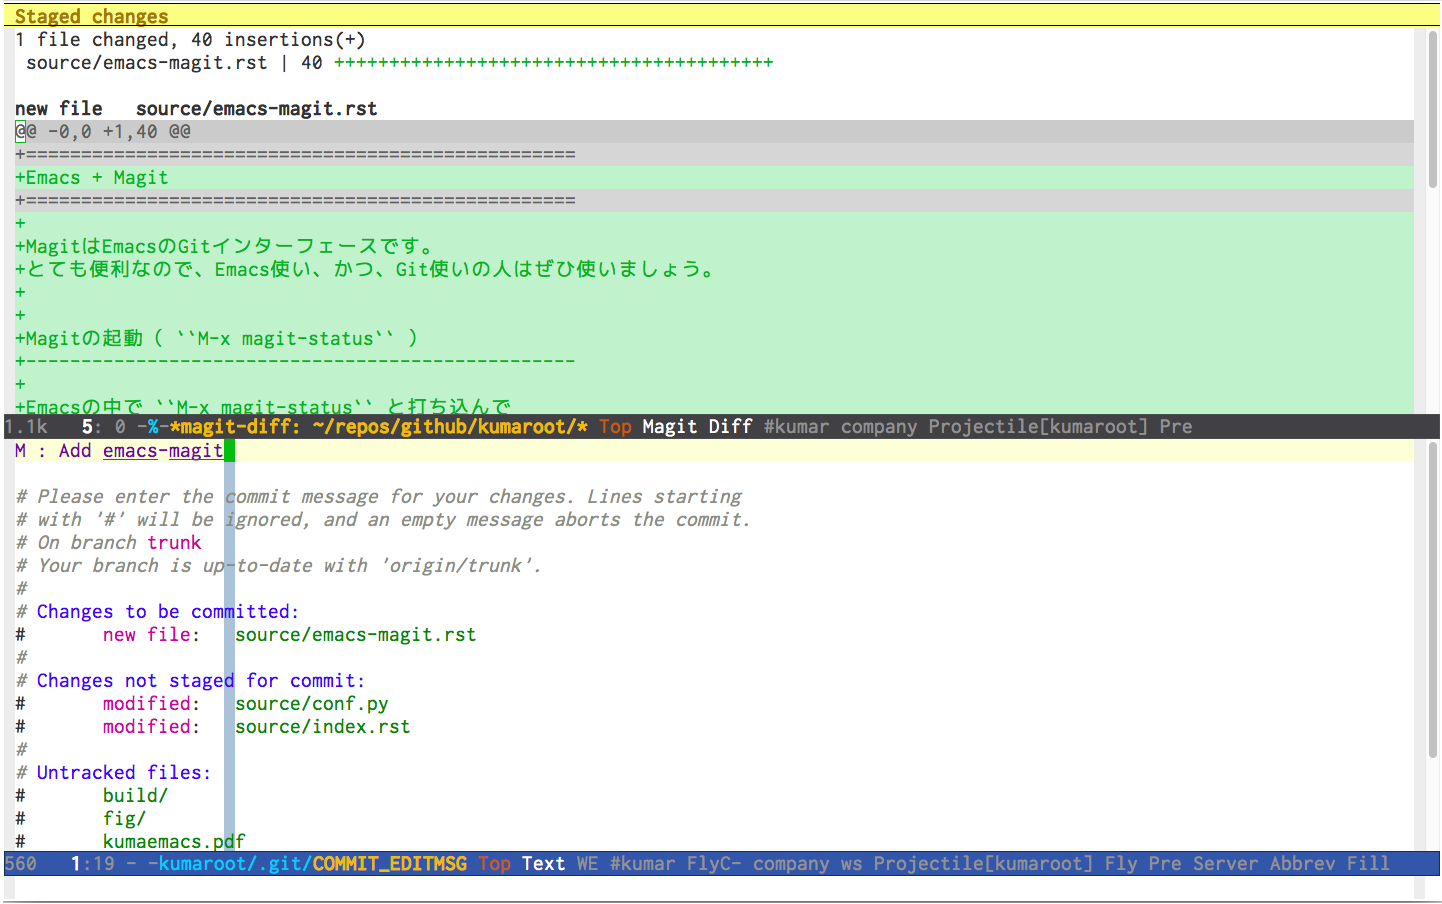 Staged changes
1 file changed, 40 insertions(+)
 source/emacs-magit.rst | 40 ++++++++++++++++++++++++++++++++++++++++

new file   source/emacs-magit.rst
@@ -0,0 +1,40 @@
+==================================================
+Emacs + Magit
+==================================================
+
+MagitはEmacsのGitインターフェースです。
+とても便利なので、Emacs使い、かつ、Git使いの人はぜひ使いましょう。
+
+
+Magitの起動 ( ``M-x magit-status`` )
+--------------------------------------------------
+
+Emacsの中で ``M-x magit-status`` と打ち込んで
1.1k   5: 0 -%-*magit-diff: ~/repos/github/kumaroot/* Top Magit Diff #kumar company Projectile[kumaroot] Pre
M : Add emacs-magit

# Please enter the commit message for your changes. Lines starting
# with '#' will be ignored, and an empty message aborts the commit.
# On branch trunk
# Your branch is up-to-date with 'origin/trunk'.
#
# Changes to be committed:
#       new file:   source/emacs-magit.rst
#
# Changes not staged for commit:
#       modified:   source/conf.py
#       modified:   source/index.rst
#
# Untracked files:
#       build/
#       fig/
#       kumaemacs.pdf
560   1:19 - -kumaroot/.git/COMMIT_EDITMSG Top Text WE #kumar FlyC- company ws Projectile[kumaroot] Fly Pre Server Abbrev Fill